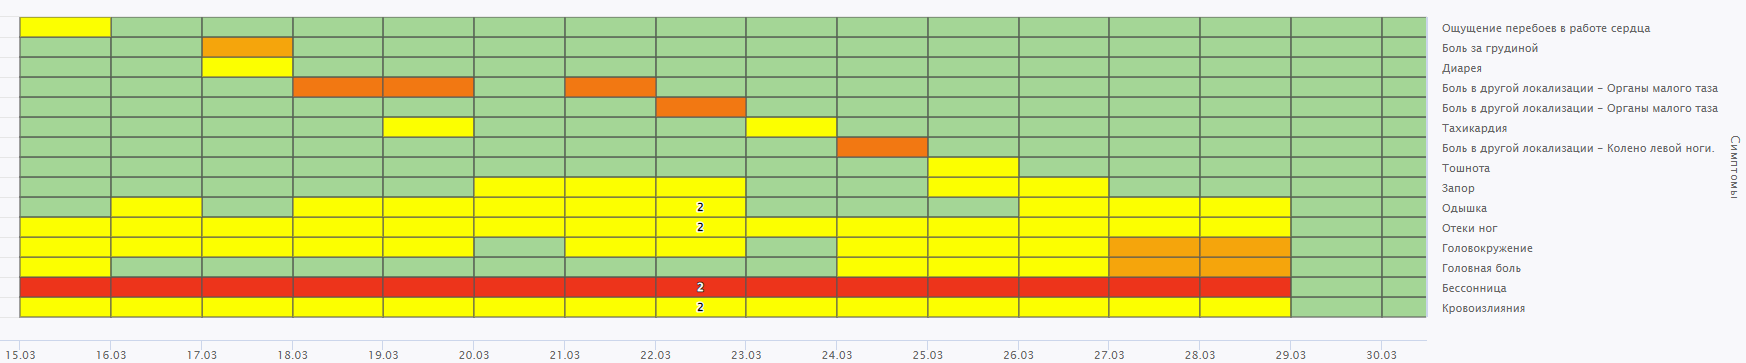 Ощущение перебоев в работе сердца
Боль за грудиной
Диарея
Боль в другой локализации - Органы малого таза
Боль в другой локализации - Органы малого таза
Тахикардия
Боль в другой локализации - Колено левой ноги.
Тошнота
Запор
2 Одышка
2 Отеки ног
Головокружение
Головная боль
2 Бессонница
2 Кровоизлияния
Симптомы
15.03 16.03 17.03 18.03 19.03 20.03 21.03 22.03 23.03 24.03 25.03 26.03 27.03 28.03 29.03 30.03